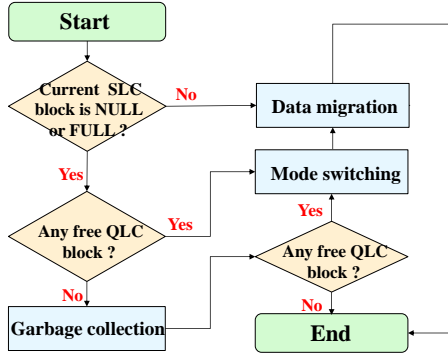 Start
Current SLC
block is NULL
or FULL ?
No
Data migration
Yes
Mode switching
Any free QLC
block ?
Yes
Yes
Any free QLC
block ?
No
No
Garbage collection
End